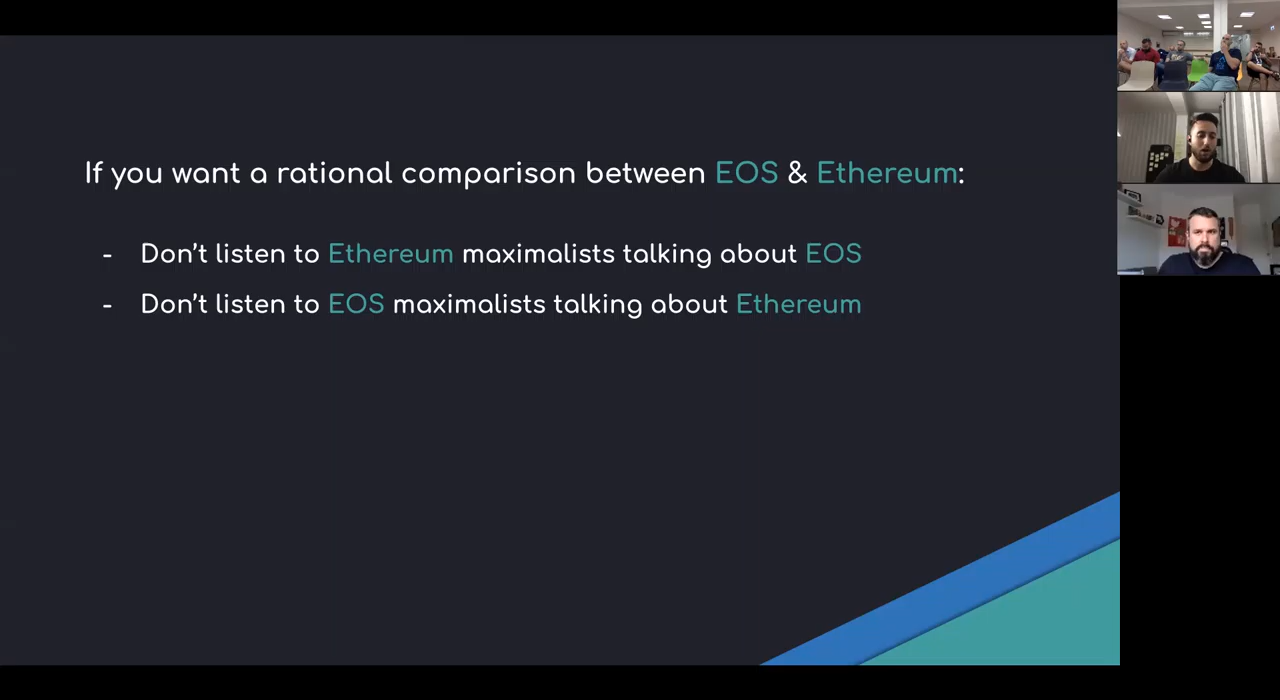 If you want a rational comparison between EOS & Ethereum:
- Don’t listen to Ethereum maximalists talking about EOS
- Don’t listen to EOS maximalists talking about Ethereum